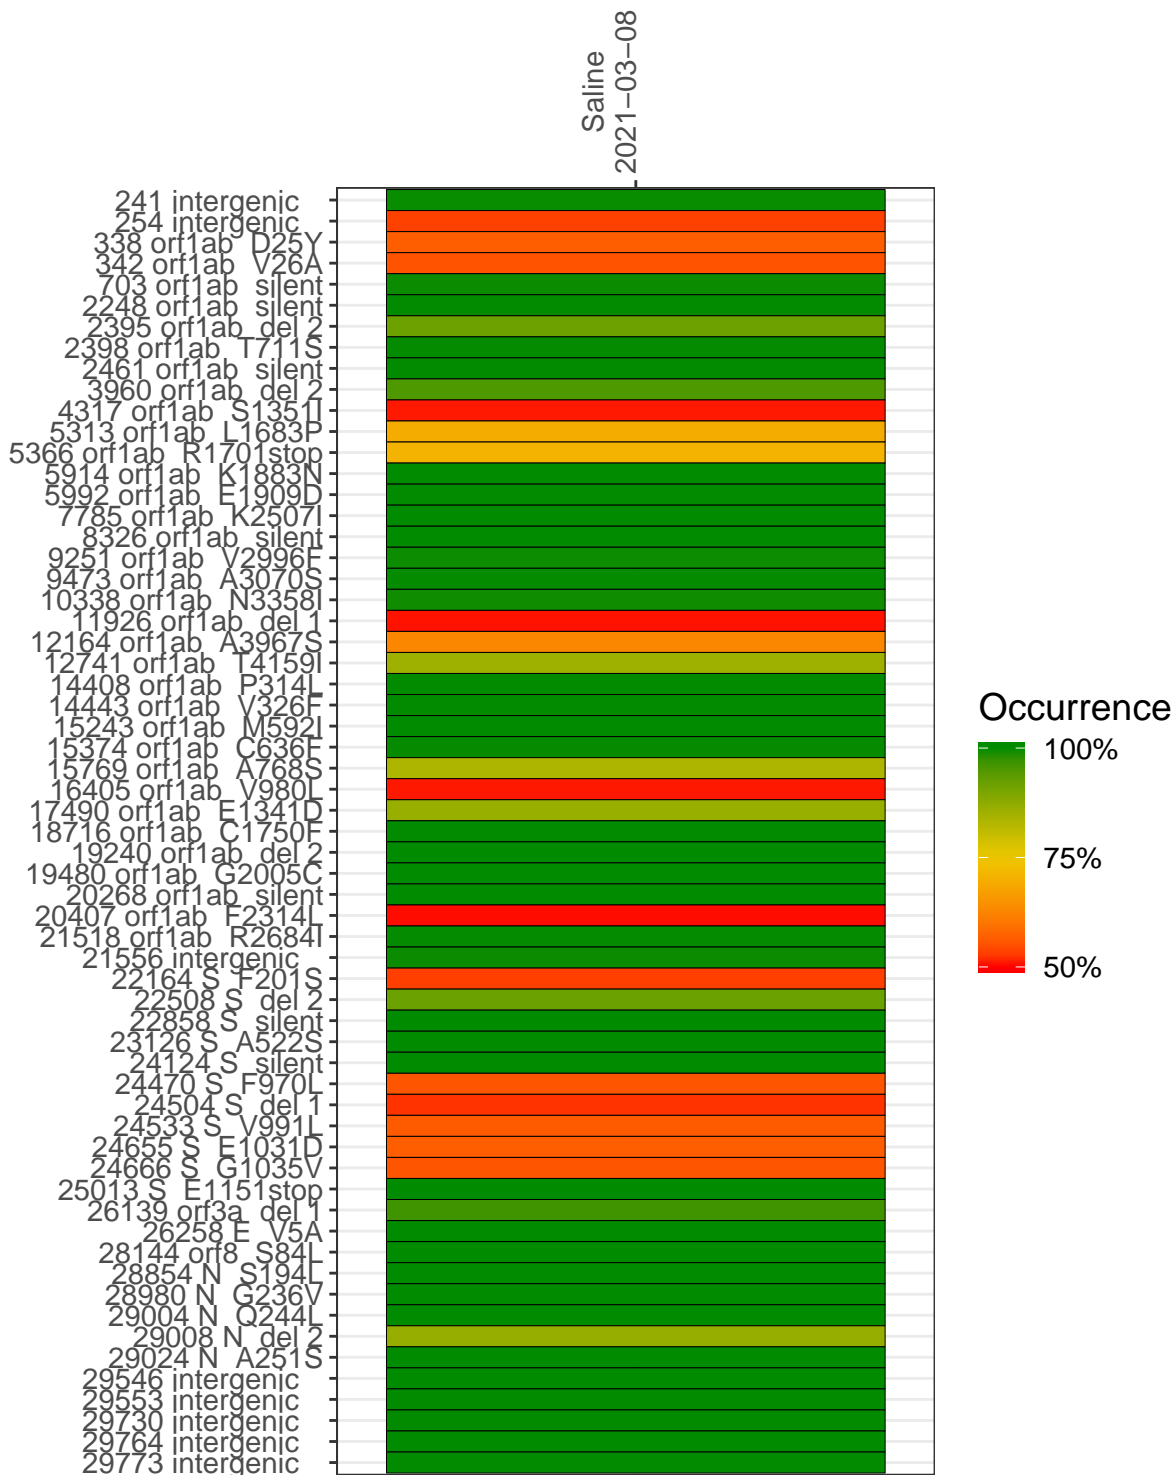 Saline
2021−03−08
241 intergenic
254 intergenic
338 orf1ab D25Y
342 orf1ab V26A
703 orf1ab silent
2248 orf1ab silent
2395 orf1ab del 2
2398 orf1ab T711S
2461 orf1ab silent
3960 orf1ab del 2
4317 orf1ab S1351I
5313 orf1ab L1683P
5366 orf1ab R1701stop
5914 orf1ab K1883N
5992 orf1ab E1909D
7785 orf1ab K2507I
8326 orf1ab silent
9251 orf1ab V2996F
9473 orf1ab A3070S
10338 orf1ab N3358I
11926 orf1ab del 1
12164 orf1ab A3967S
12741 orf1ab T4159I
14408 orf1ab P314L
14443 orf1ab V326F
15243 orf1ab M592I
15374 orf1ab C636F
15769 orf1ab A768S
16405 orf1ab V980L
17490 orf1ab E1341D
18716 orf1ab C1750F
19240 orf1ab del 2
19480 orf1ab G2005C
20268 orf1ab silent
20407 orf1ab F2314L
21518 orf1ab R2684I
21556 intergenic
22164 S F201S
22508 S del 2
22858 S silent
23126 S A522S
24124 S silent
24470 S F970L
24504 S del 1
24533 S V991L
24655 S E1031D
24666 S G1035V
25013 S E1151stop
26139 orf3a del 1
26258 E V5A
28144 orf8 S84L
28854 N S194L
28980 N G236V
29004 N Q244L
29008 N del 2
29024 N A251S
29546 intergenic
29553 intergenic
29730 intergenic
29764 intergenic
29773 intergenic
Occurrence
100%
75%
50%